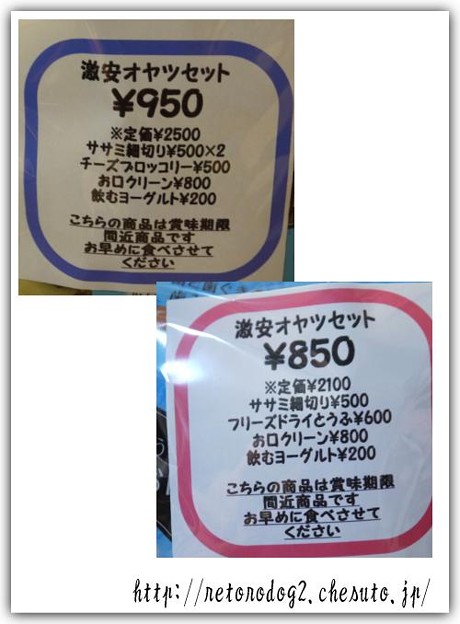 激安オヤツセット
¥950
※定価¥2500
ササミ細切り¥500×2
チーズブロッコリー¥500
お口クリーン¥800
飲むヨーグルト¥200
こちらの商品は賞味期限
間近商品です
お早めに食べさせて
ください
激安オヤツセット
¥850
※定価¥2100
ササミ細切り¥500
フリーズドライとうふ¥600
お口クリーン¥800
飲むヨーグルト¥200
こちらの商品は賞味期限
間近商品です
お早めに食べさせて
ください
http://retorodog2.chesuto.jp/